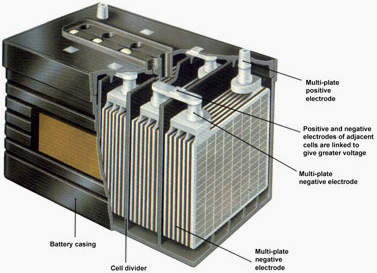 Multi-plate
positive
electrode
Positive and negative
electrodes of adjacent
cells are linked to
give greater voltage
Multi-plate
negative electrode
Multi-plate
negative
electrode
Battery casing
Cell divider